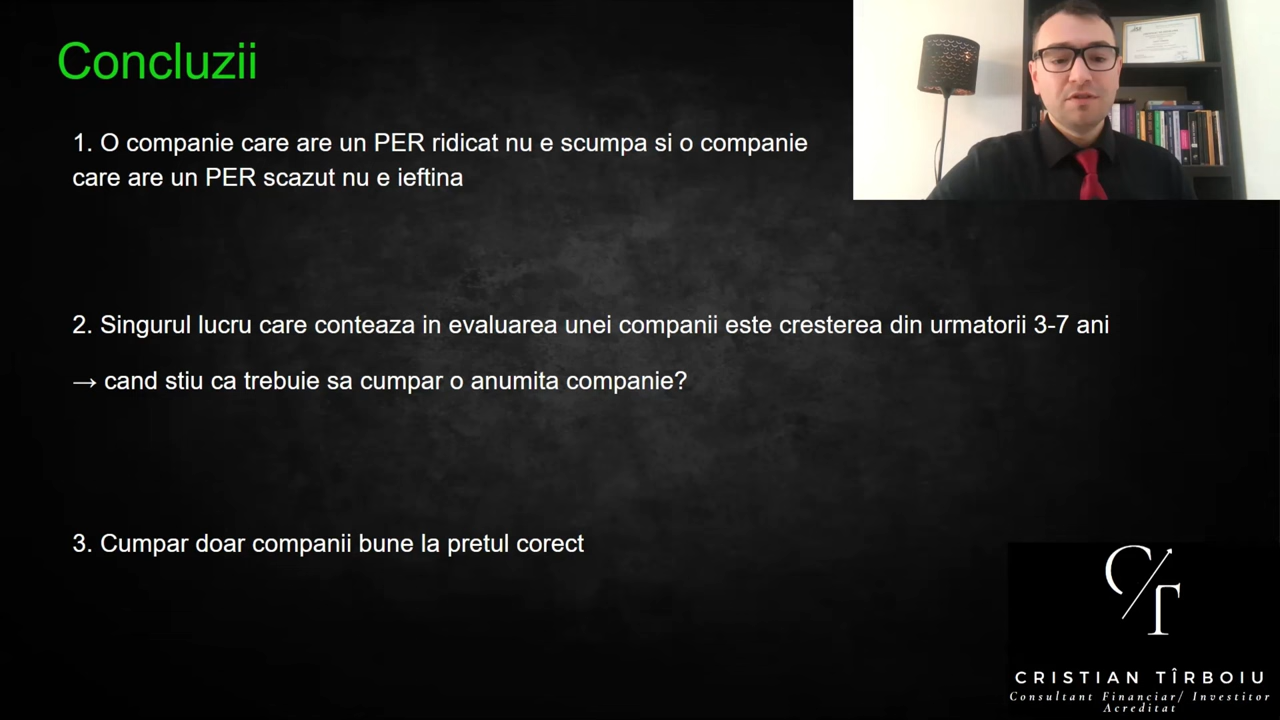 Concluzii
1. O companie care are un PER ridicat nu e scumpa si o companie
care are un PER scazut nu e ieftina
2. Singurul lucru care conteaza in evaluarea unei companii este cresterea din urmatorii 3-7 ani
→ cand stiu ca trebuie sa cumpar o anumita companie?
3. Cumpar doar companii bune la pretul corect
CT
CRISTIAN TÎRBOIU
Consultant Financiar/ Investitor
Acreditat